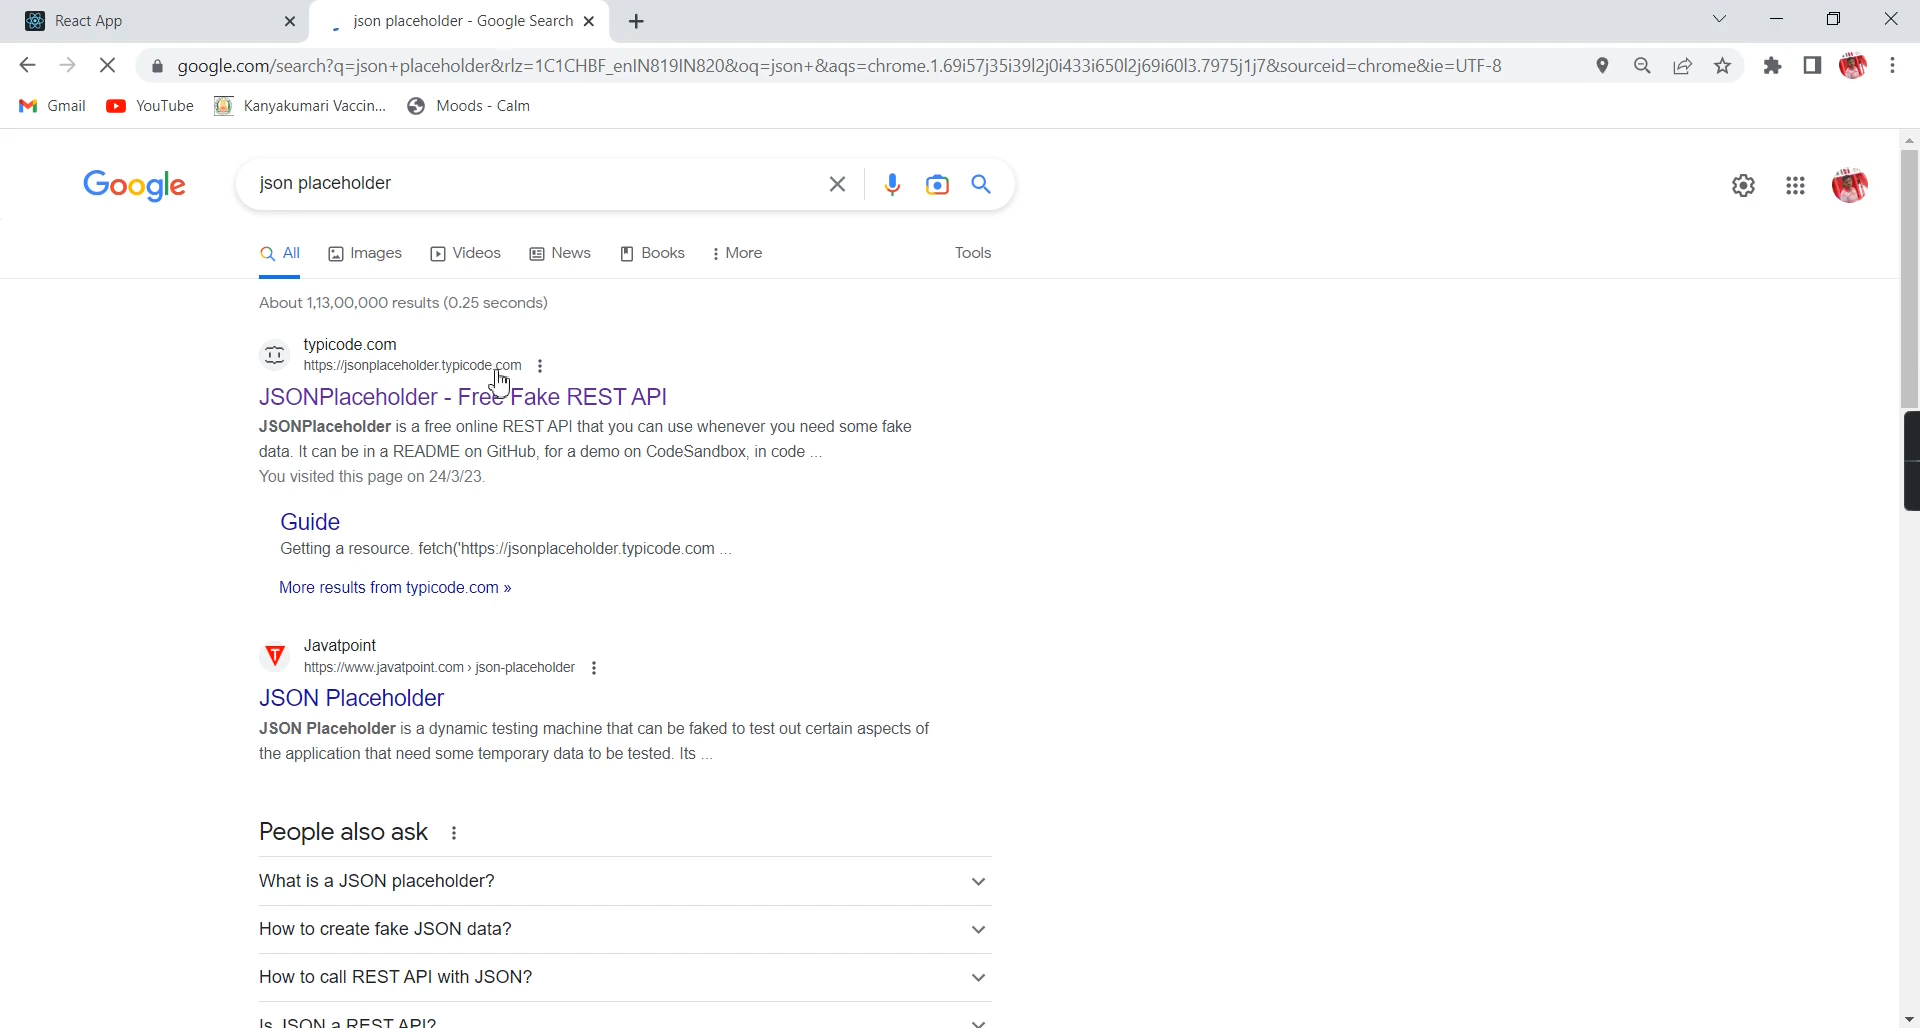 React App
json placeholder - Google Search
google.com/search?q=json+placeholder&rlz=1C1CHBF_enIN819IN820&oq=json+&aqs=chrome.1.69i57j35i39l2j0i433i650l2j69i60l3.7975j1j7&sourceid=chrome&ie=UTF-8
Gmail YouTube Kanyakumari Vaccin... Moods - Calm
Google
json placeholder
All Images Videos News Books More Tools
About 1,13,00,000 results (0.25 seconds)
typicode.com
https://jsonplaceholder.typicode.com
JSONPlaceholder - Free Fake REST API
JSONPlaceholder is a free online REST API that you can use whenever you need some fake
data. It can be in a README on GitHub, for a demo on CodeSandbox, in code ...
You visited this page on 24/3/23.
Guide
Getting a resource. fetch('https://jsonplaceholder.typicode.com ...
More results from typicode.com »
Javatpoint
https://www.javatpoint.com › json-placeholder
JSON Placeholder
JSON Placeholder is a dynamic testing machine that can be faked to test out certain aspects of
the application that need some temporary data to be tested. Its ...
People also ask
What is a JSON placeholder?
How to create fake JSON data?
How to call REST API with JSON?
Is JSON a REST API?